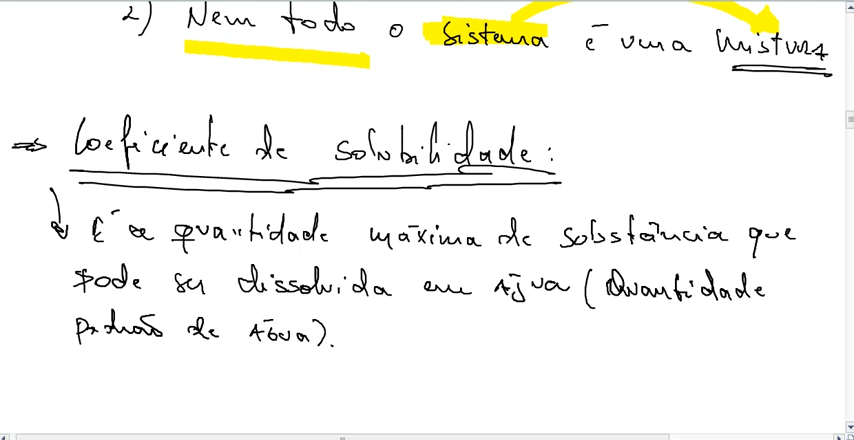 2) Nem todo o sistema é uma mistura
⇒ Coeficiente de solubilidade:
É a quantidade máxima de substância que
pode ser dissolvida em água (Quantidade
padrão de água).